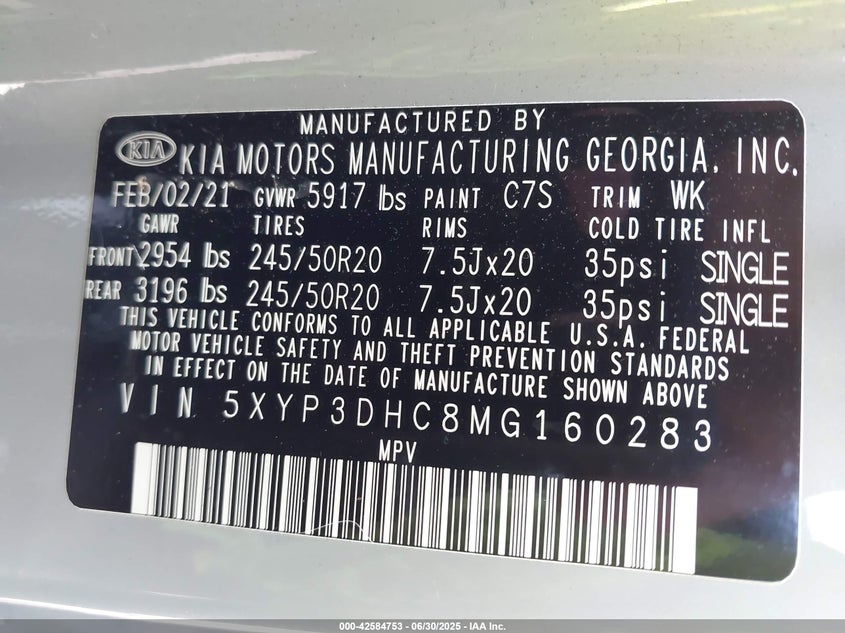 MANUFACTURED BY
KIA KIA MOTORS MANUFACTURING GEORGIA, INC.
FEB/02/21 GVWR 5917 lbs PAINT C7S TRIM WK
GAWR TIRES RIMS COLD TIRE INFL
FRONT 2954 lbs 245/50R20 7.5Jx20 35psi SINGLE
REAR 3196 lbs 245/50R20 7.5Jx20 35psi SINGLE
THIS VEHICLE CONFORMS TO ALL APPLICABLE U.S.A. FEDERAL
MOTOR VEHICLE SAFETY AND THEFT PREVENTION STANDARDS
IN EFFECT ON THE DATE OF MANUFACTURE SHOWN ABOVE
VIN 5XYP3DHC8MG160283
MPV
000-42584753 - 06/30/2025 - IAA Inc.